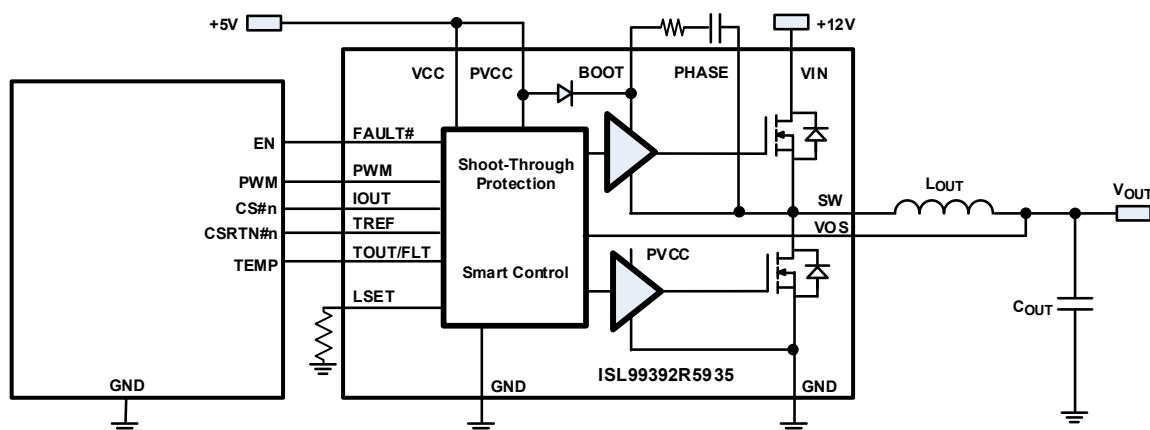 +5V
+12V
VCC
PVCC
BOOT
PHASE
VIN
EN
PWM
CS#n
CSRTN#n
TEMP
GND
FAULT#
PWM
IOUT
TREF
TOUT/FLT
LSET
Shoot-Through
Protection
Smart Control
PVCC
SW
VOS
LOUT
VOUT
COUT
ISL99392R5935
GND
GND